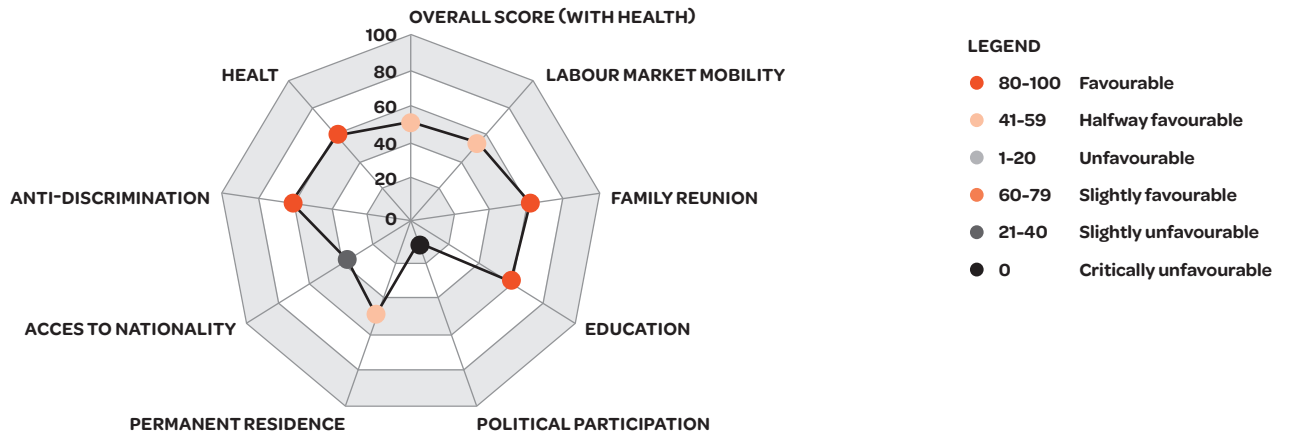 OVERALL SCORE (WITH HEALTH)
100
80
60
40
20
0
HEALT
LABOUR MARKET MOBILITY
ANTI-DISCRIMINATION
FAMILY REUNION
ACCES TO NATIONALITY
EDUCATION
PERMANENT RESIDENCE
POLITICAL PARTICIPATION
LEGEND
80-100 Favourable
41-59 Halfway favourable
1-20 Unfavourable
60-79 Slightly favourable
21-40 Slightly unfavourable
0 Critically unfavourable